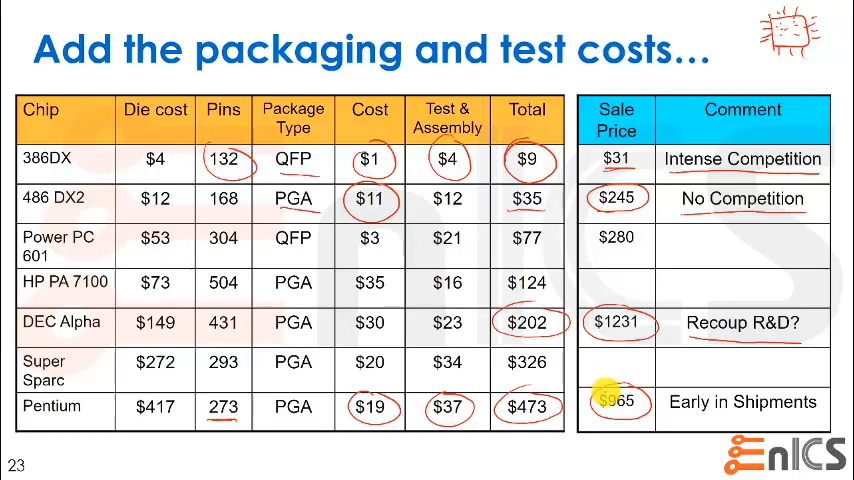 Add the packaging and test costs…
Chip Die cost Pins Package Type Cost Test & Assembly Total Sale Price Comment
386DX $4 132 QFP $1 $4 $9 $31 Intense Competition
486 DX2 $12 168 PGA $11 $12 $35 $245 No Competition
Power PC 601 $53 304 QFP $3 $21 $77 $280
HP PA 7100 $73 504 PGA $35 $16 $124
DEC Alpha $149 431 PGA $30 $23 $202 $1231 Recoup R&D?
Super Sparc $272 293 PGA $20 $34 $326
Pentium $417 273 PGA $19 $37 $473 $965 Early in Shipments
23
EnICS